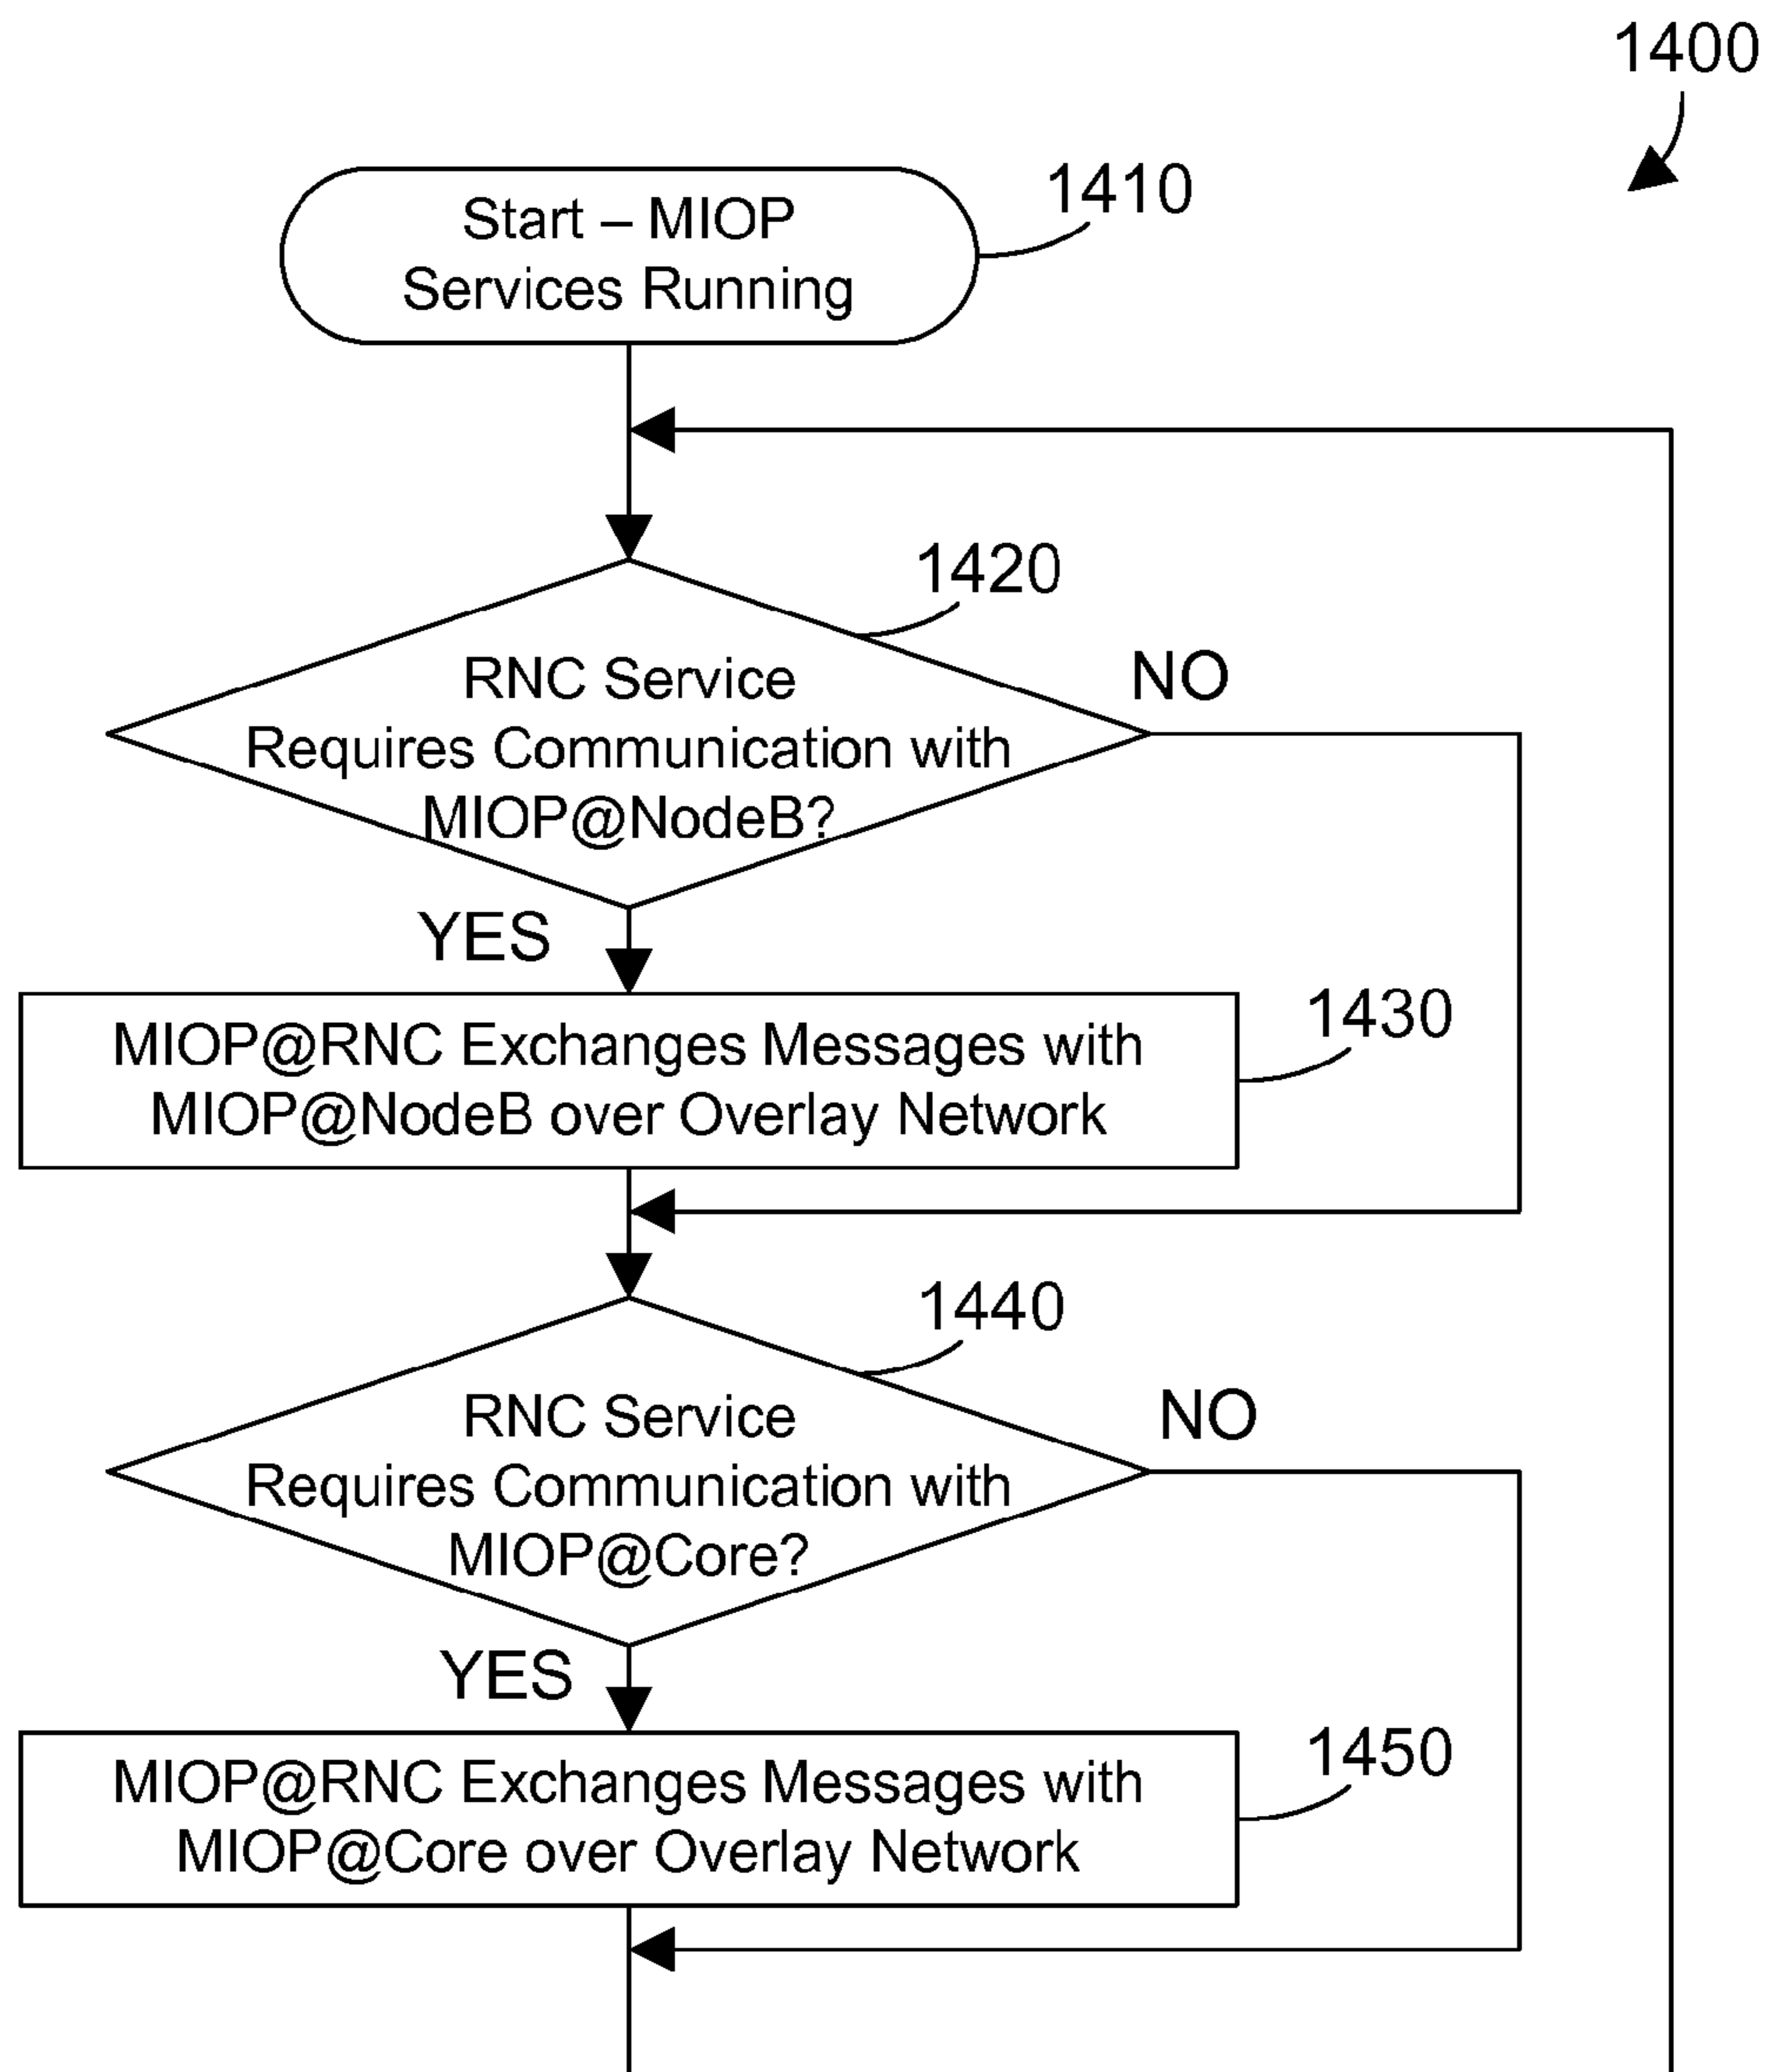 1400
Start – MIOP
Services Running
1410
1420
RNC Service
Requires Communication with
MIOP@NodeB?
NO
YES
MIOP@RNC Exchanges Messages with
MIOP@NodeB over Overlay Network
1430
1440
RNC Service
Requires Communication with
MIOP@Core?
NO
YES
MIOP@RNC Exchanges Messages with
MIOP@Core over Overlay Network
1450